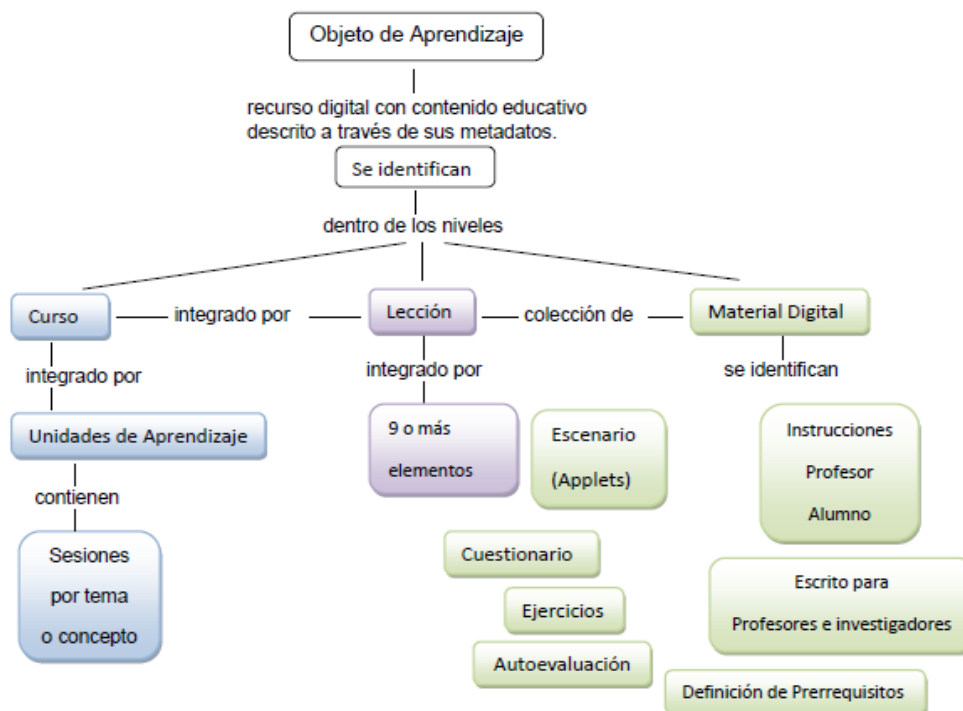 Objeto de Aprendizaje
recurso digital con contenido educativo
descrito a través de sus metadatos.
Se identifican
dentro de los niveles
Curso
integrado por
Lección
colección de
Material Digital
integrado por
integrado por
se identifican
Unidades de Aprendizaje
9 o más
elementos
Escenario
(Applets)
Instrucciones
Profesor
Alumno
contienen
Sesiones
por tema
o concepto
Cuestionario
Ejercicios
Autoevaluación
Escrito para
Profesores e investigadores
Definición de Prerrequisitos